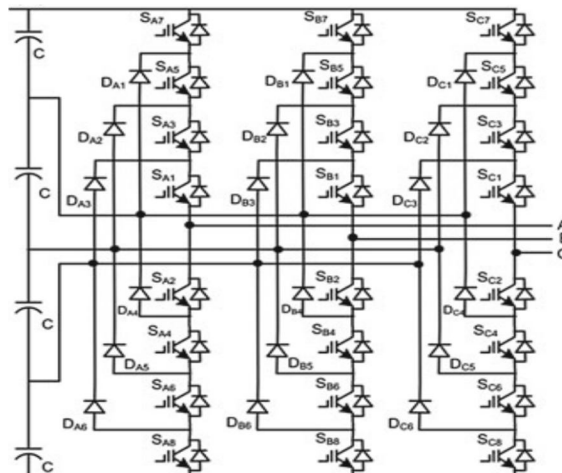 C
C
C
C
SA7
SA5
SA3
SA1
SA2
SA4
SA6
SA8
DA1
DA2
DA3
DA4
DA5
DA6
SB7
SB5
SB3
SB1
SB2
SB4
SB6
SB8
DB1
DB2
DB3
DB4
DB5
DB6
SC7
SC5
SC3
SC1
SC2
SC4
SC6
SC8
DC1
DC2
DC3
DC4
DC5
DC6
A